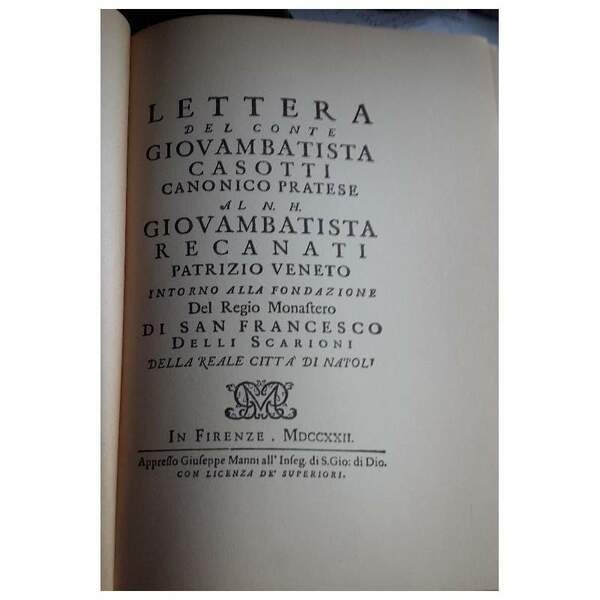 LETTERA
DEL CONTE
GIOVAMBATISTA
CASOTTI
CANONICO PRATESE
AL N. H.
GIOVAMBATISTA
RECANATI
PATRIZIO VENETO
INTORNO ALLA FONDAZIONE
Del Regio Monaſtero
DI SAN FRANCESCO
DELLI SCARIONI
DELLA REALE CITTA' DI NAPOLI
IN FIRENZE. MDCCXXII.
Appreſſo Giuſeppe Manni all' Inſeg. di S. Gio: di Dio.
CON LICENZA DE' SUPERIORI.